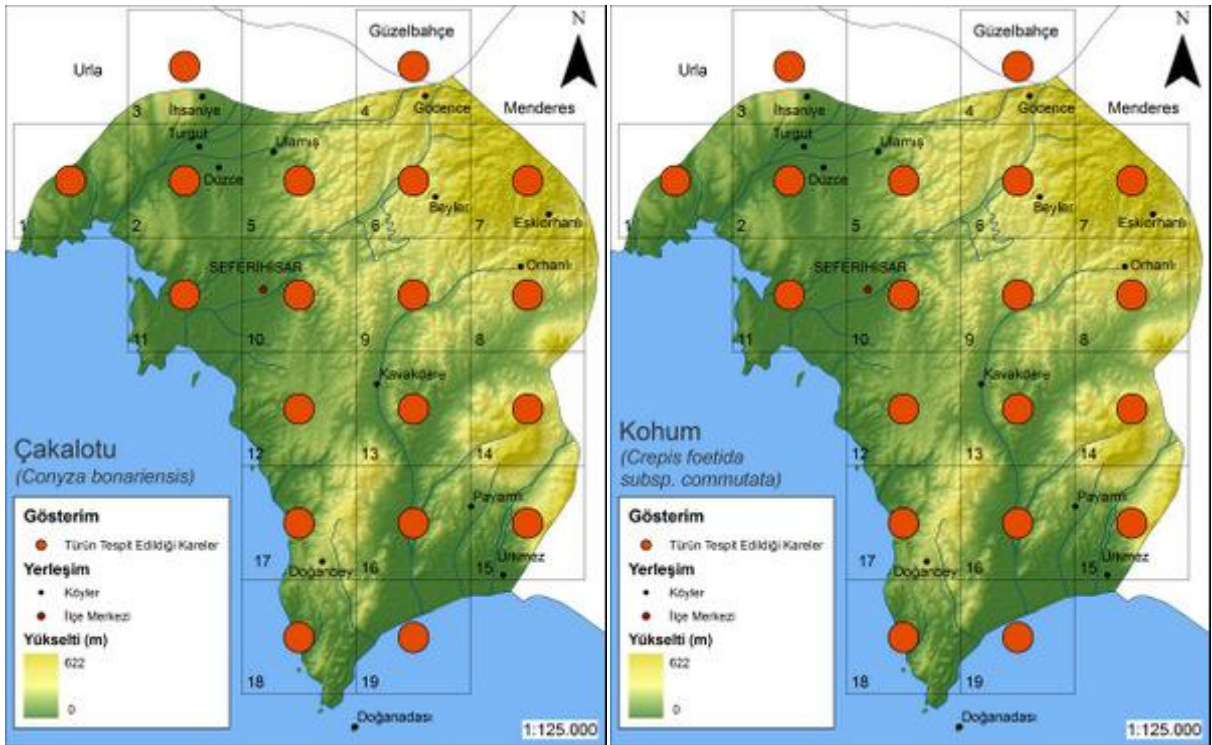 Güzelbahçe
N
Urla
3
4
İhsaniye
Gödence
Menderes
Turgut
Ulamış
Düzce
Beyler
1
2
5
6
7
Eskiorhanlı
SEFERİHİSAR
Orhanlı
11
10
9
8
Kavakdere
Çakalotu
(Conyza bonariensis)
12
13
14
Payamlı
Gösterim
Türün Tespit Edildiği Kareler
Yerleşim
Köyler
İlçe Merkezi
Yükselti (m)
622
0
17
Doğanbey
16
15
Ürkmez
18
19
Doğanadası
1:125.000
Güzelbahçe
N
Urla
3
4
İhsaniye
Gödence
Menderes
Turgut
Ulamış
Düzce
Beyler
1
2
5
6
7
Eskiorhanlı
SEFERİHİSAR
Orhanlı
11
10
9
8
Kavakdere
Kohum
(Crepis foetida
subsp. commutata)
12
13
14
Payamlı
Gösterim
Türün Tespit Edildiği Kareler
Yerleşim
Köyler
İlçe Merkezi
Yükselti (m)
622
0
17
Doğanbey
16
15
Ürkmez
18
19
Doğanadası
1:125.000